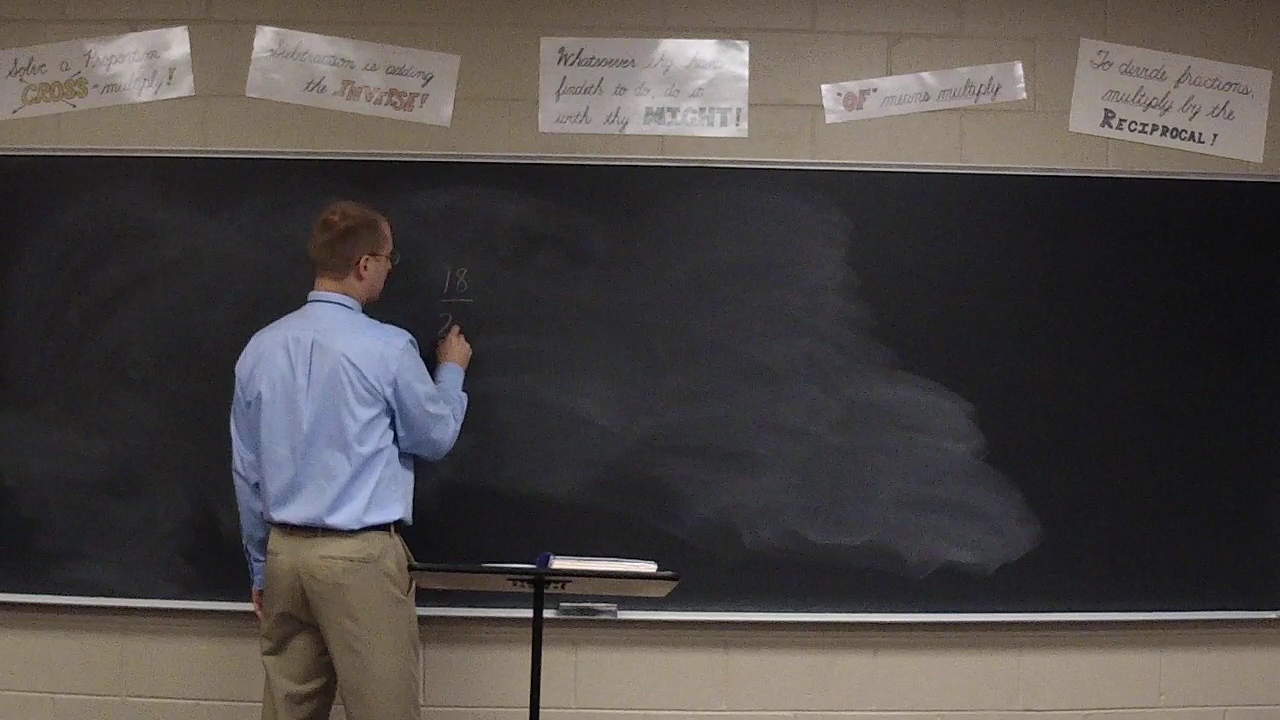 Solve a Proportion
CROSS-multiply!
Subtraction is adding
the INVERSE!
Whatsoever thy hand
findeth to do, do it
with thy MIGHT!
"OF" means multiply
To divide fractions,
multiply by the
RECIPROCAL!
18
2